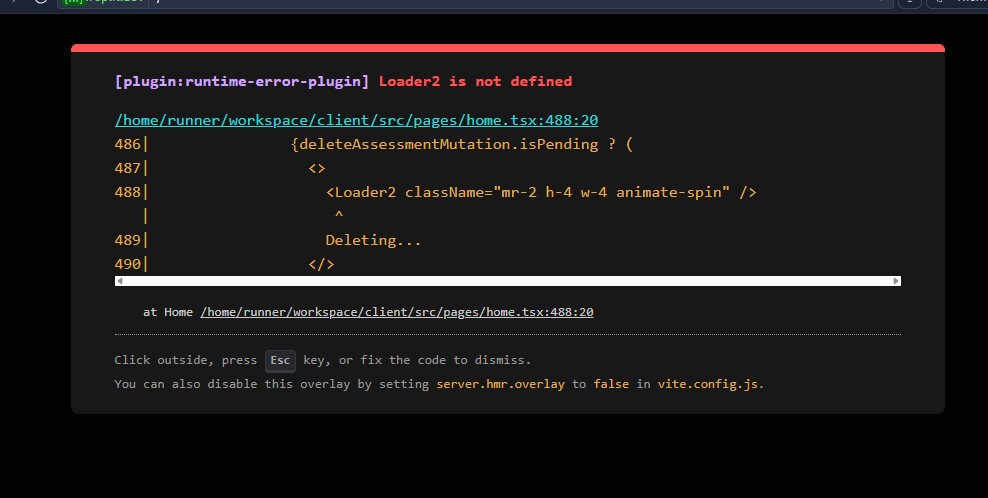 [plugin:runtime-error-plugin] Loader2 is not defined
/home/runner/workspace/client/src/pages/home.tsx:488:20
486|                {deleteAssessmentMutation.isPending ? (
487|                  <>
488|                    <Loader2 className="mr-2 h-4 w-4 animate-spin" />
   |                     ^
489|                    Deleting...
490|                  </>
at Home /home/runner/workspace/client/src/pages/home.tsx:488:20
Click outside, press Esc key, or fix the code to dismiss.
You can also disable this overlay by setting server.hmr.overlay to false in vite.config.js.